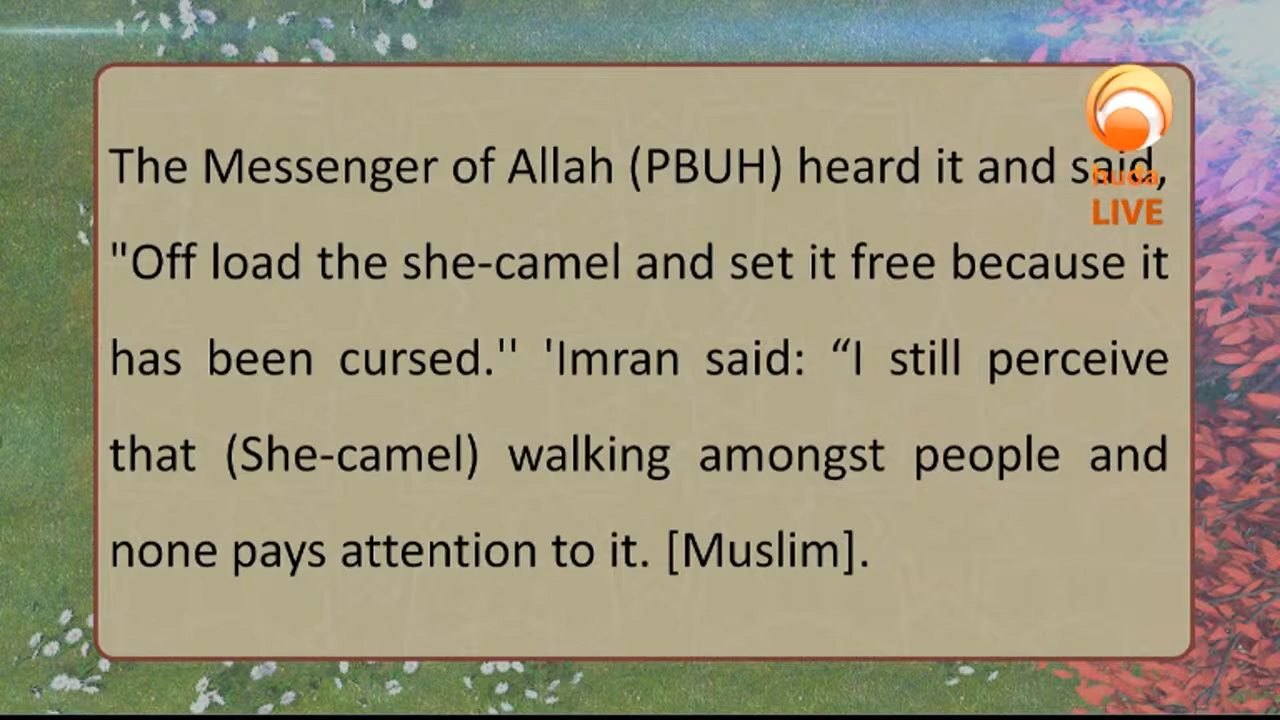 The Messenger of Allah (PBUH) heard it and said,
"Off load the she-camel and set it free because it
has been cursed.'' 'Imran said: “I still perceive
that (She-camel) walking amongst people and
none pays attention to it. [Muslim].
huda
LIVE